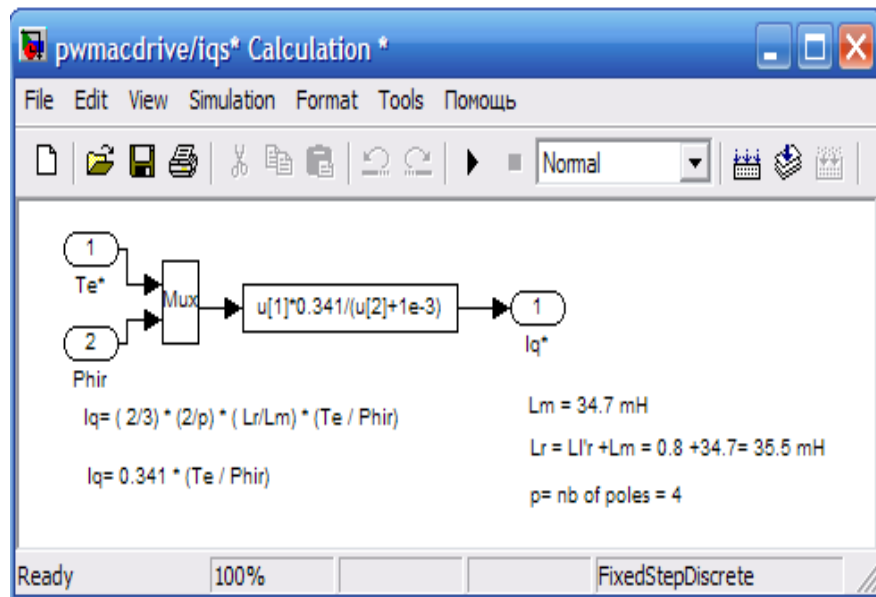 pwmacdrive/iqs* Calculation *
File Edit View Simulation Format Tools Помощь
Normal
1
Te*
Mux
u[1]*0.341/(u[2]+1e-3)
1
Iq*
2
Phir
Iq= ( 2/3) * (2/p) * ( Lr/Lm) * (Te / Phir)
Iq= 0.341 * (Te / Phir)
Lm = 34.7 mH
Lr = Ll'r +Lm = 0.8 +34.7= 35.5 mH
p= nb of poles = 4
Ready 100% FixedStepDiscrete